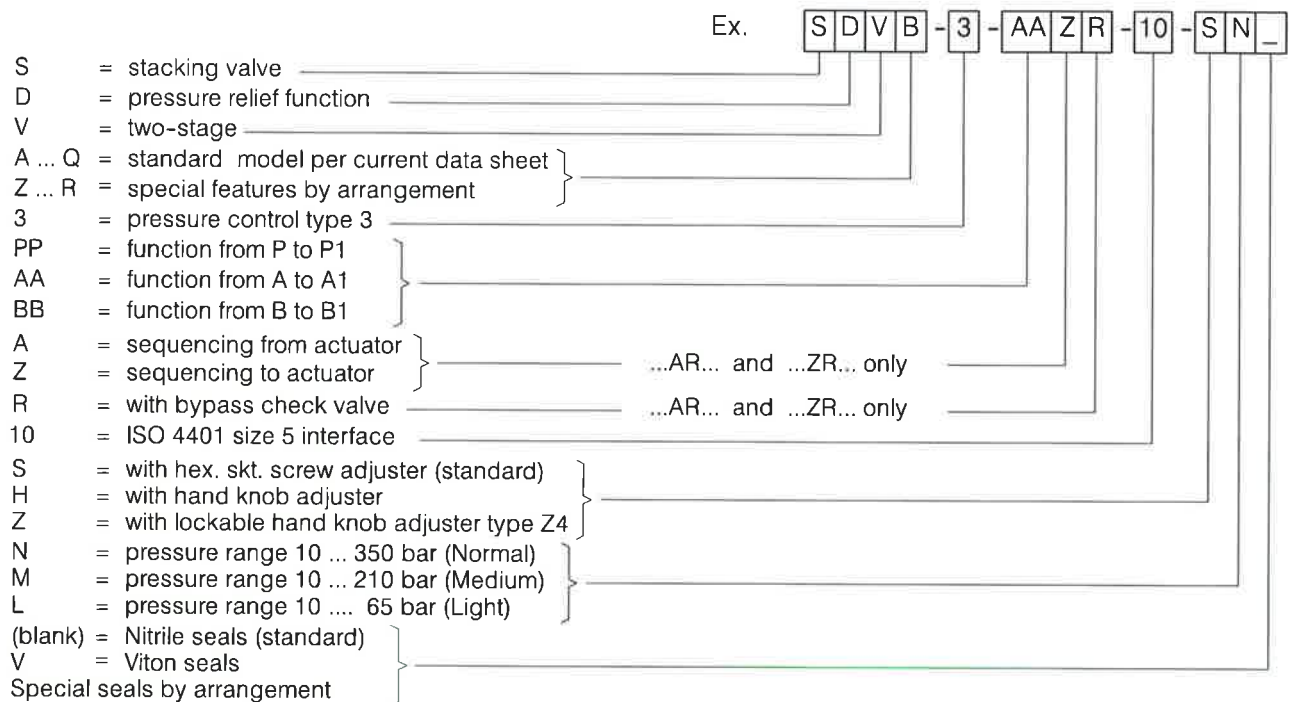 Ex. S D V B - 3 - AA Z R - 10 - S N _
S = stacking valve
D = pressure relief function
V = two-stage
A ... Q = standard model per current data sheet
Z ... R = special features by arrangement
3 = pressure control type 3
PP = function from P to P1
AA = function from A to A1
BB = function from B to B1
A = sequencing from actuator
...AR... and ...ZR... only
Z = sequencing to actuator
R = with bypass check valve ...AR... and ...ZR... only
10 = ISO 4401 size 5 interface
S = with hex. skt. screw adjuster (standard)
H = with hand knob adjuster
Z = with lockable hand knob adjuster type Z4
N = pressure range 10 ... 350 bar (Normal)
M = pressure range 10 ... 210 bar (Medium)
L = pressure range 10 .... 65 bar (Light)
(blank) = Nitrile seals (standard)
V = Viton seals
Special seals by arrangement